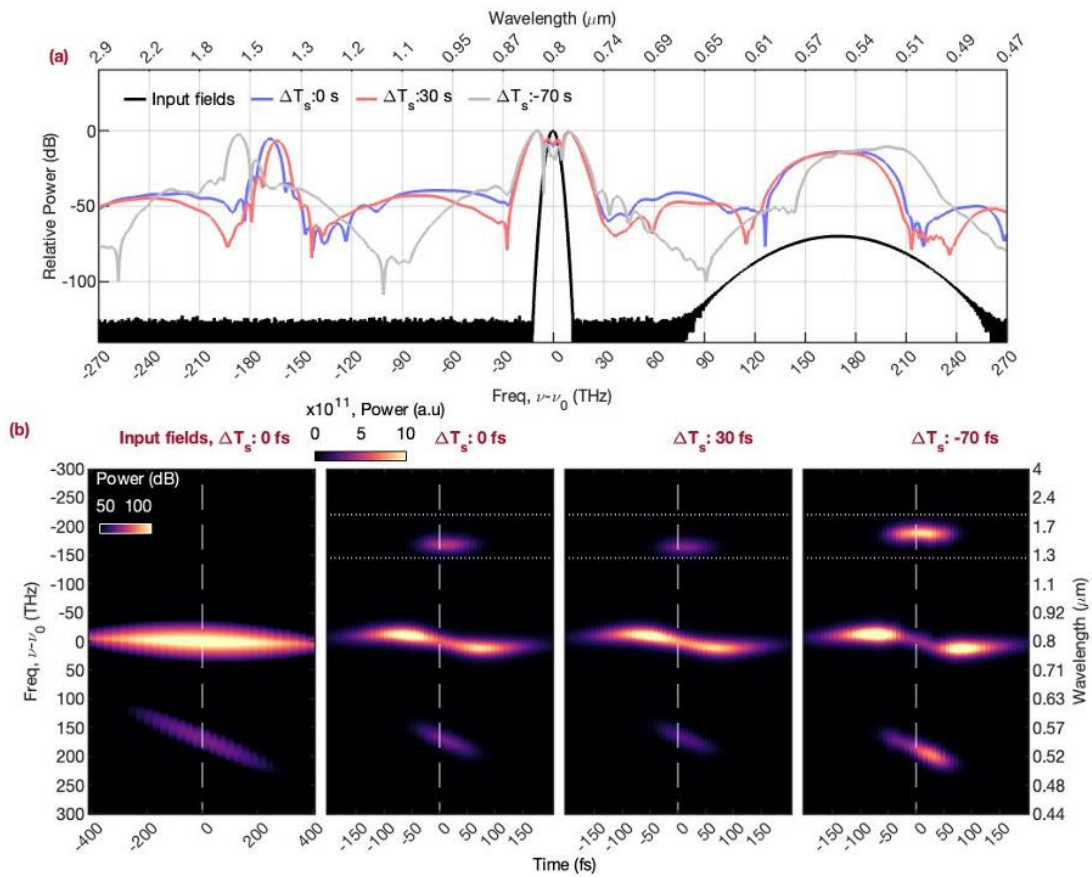 Wavelength (μm)
(a)
2.9 2.2 1.8 1.5 1.3 1.2 1.1 0.95 0.87 0.8 0.74 0.69 0.65 0.61 0.57 0.54 0.51 0.49 0.47
Input fields ΔTs:0 s ΔTs:30 s ΔTs:-70 s
Relative Power (dB)
0
-50
-100
-270 -240 -210 -180 -150 -120 -90 -60 -30 0 30 60 90 120 150 180 210 240 270
Freq, ν-ν0 (THz)
(b)
x10^11, Power (a.u)
0 5 10
Input fields, ΔTs: 0 fs ΔTs: 0 fs ΔTs: 30 fs ΔTs: -70 fs
Power (dB)
50 100
Freq, ν-ν0 (THz)
-300
-250
-200
-150
-100
-50
0
50
100
150
200
250
300
4
2.4
1.7
1.3
1.1
0.92
0.8
0.71
0.63
0.57
0.52
0.48
0.44
Wavelength (μm)
-400 -200 0 200 400 -150 -100 -50 0 50 100 150 -150 -100 -50 0 50 100 150 -150 -100 -50 0 50 100 150
Time (fs)